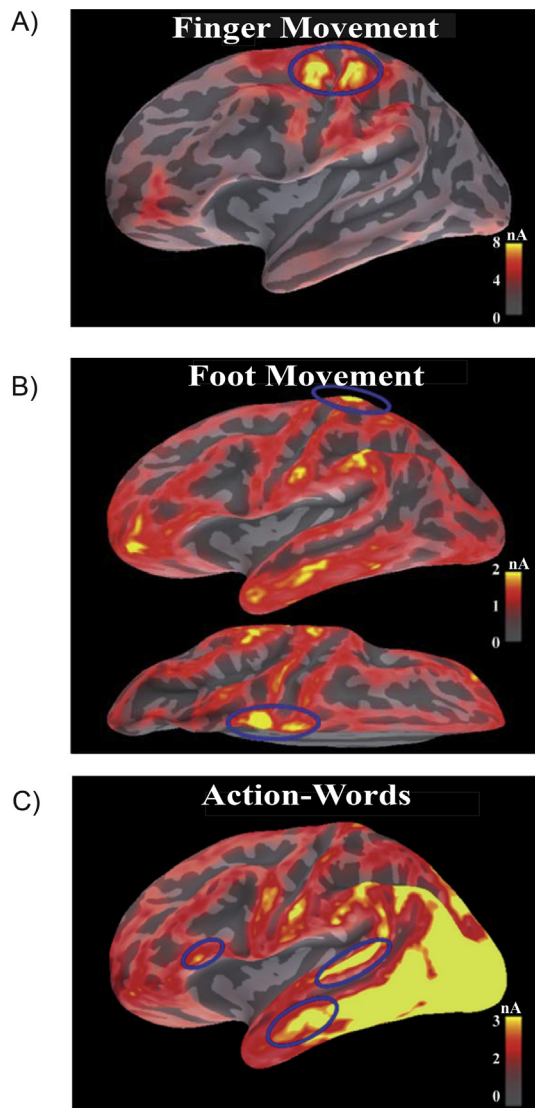 A)
Finger Movement
nA
8
4
0
B)
Foot Movement
nA
2
1
0
C)
Action-Words
nA
3
2
0